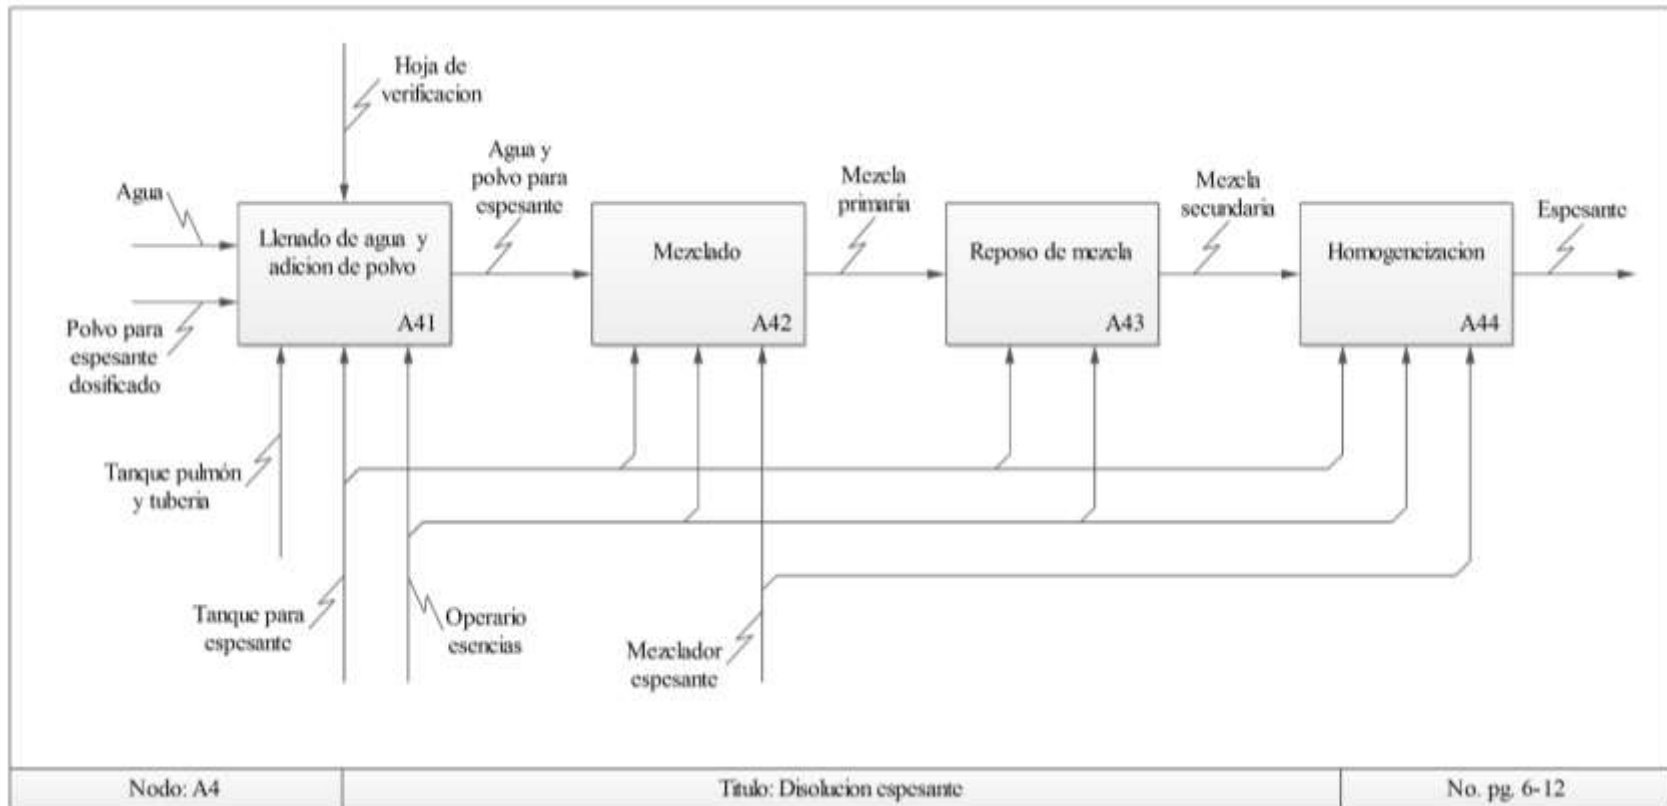 Hoja de
verificacion
Agua y
polvo para
espesante
Mezcla
primaria
Mezcla
secundaria
Espesante
Agua
Llenado de agua y
adicion de polvo
A41
Mezclado
A42
Reposo de mezcla
A43
Homogeneizacion
A44
Polvo para
espesante
dosificado
Tanque pulmón
y tuberia
Tanque para
espesante
Operario
esencias
Mezclador
espesante
Nodo: A4
Titulo: Disolucion espesante
No. pg. 6-12